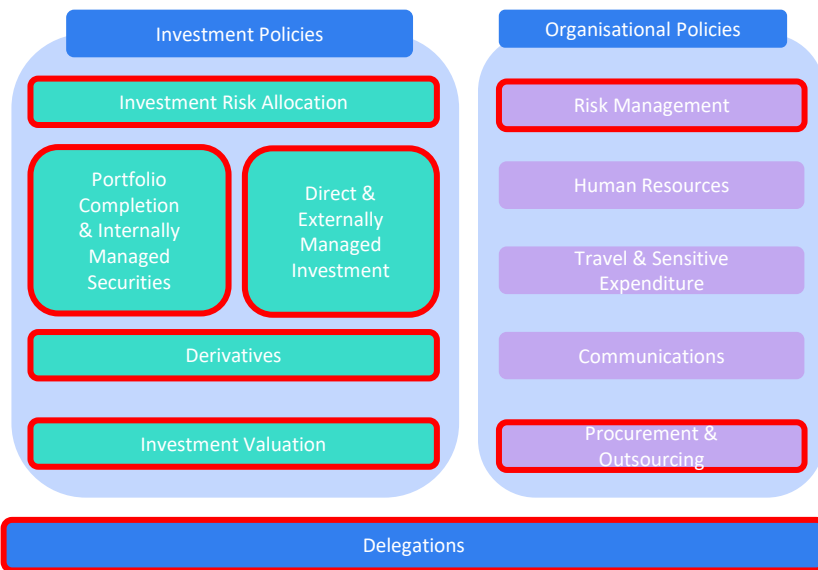 Investment Policies
Investment Risk Allocation
Portfolio
Completion
& Internally
Managed
Securities
Direct &
Externally
Managed
Investment
Derivatives
Investment Valuation
Organisational Policies
Risk Management
Human Resources
Travel & Sensitive
Expenditure
Communications
Procurement &
Outsourcing
Delegations